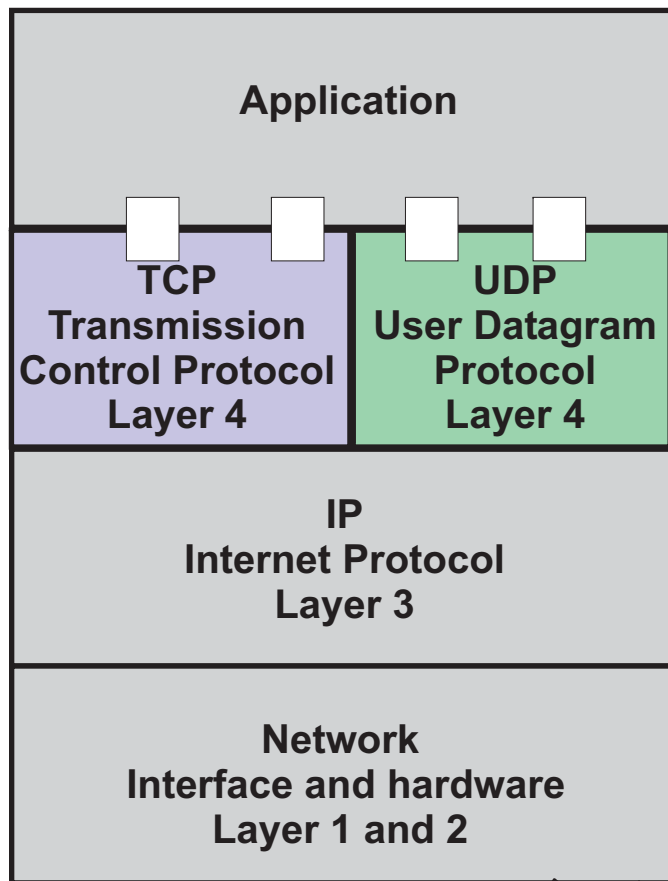 Application
TCP
Transmission
Control Protocol
Layer 4
UDP
User Datagram
Protocol
Layer 4
IP
Internet Protocol
Layer 3
Network
Interface and hardware
Layer 1 and 2